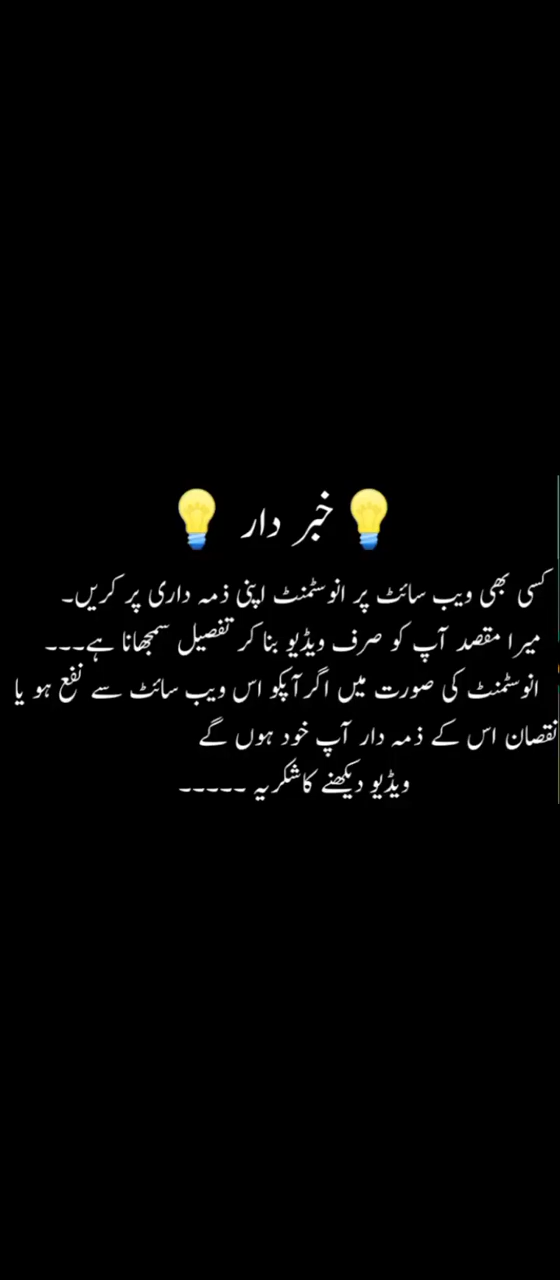 💡 خبر دار 💡
کسی بھی ویب سائٹ پر انوسٹمنٹ اپنی ذمہ داری پر کریں۔
میرا مقصد آپ کو صرف ویڈیو بنا کر تفصیل سمجھانا ہے۔۔۔
انوسٹمنٹ کی صورت میں اگر آپکو اس ویب سائٹ سے نفع ہو یا
نقصان اس کے ذمہ دار آپ خود ہوں گے
ویڈیو دیکھنے کا شکریہ ۔۔۔۔۔